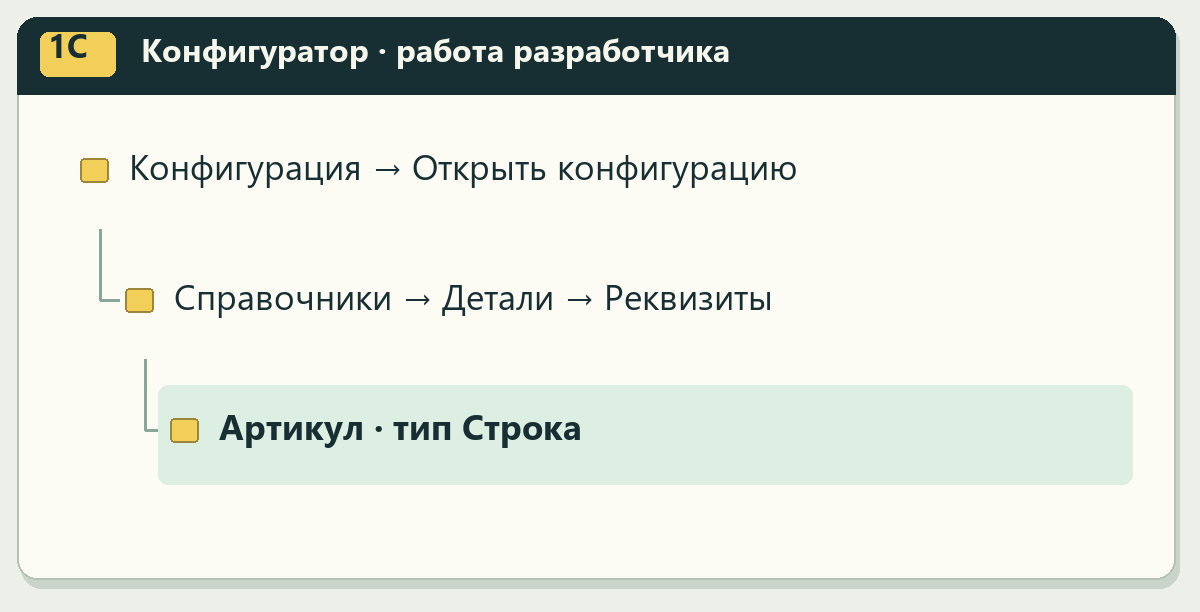 1С
Конфигуратор · работа разработчика
Конфигурация → Открыть конфигурацию
Справочники → Детали → Реквизиты
Артикул · тип Строка